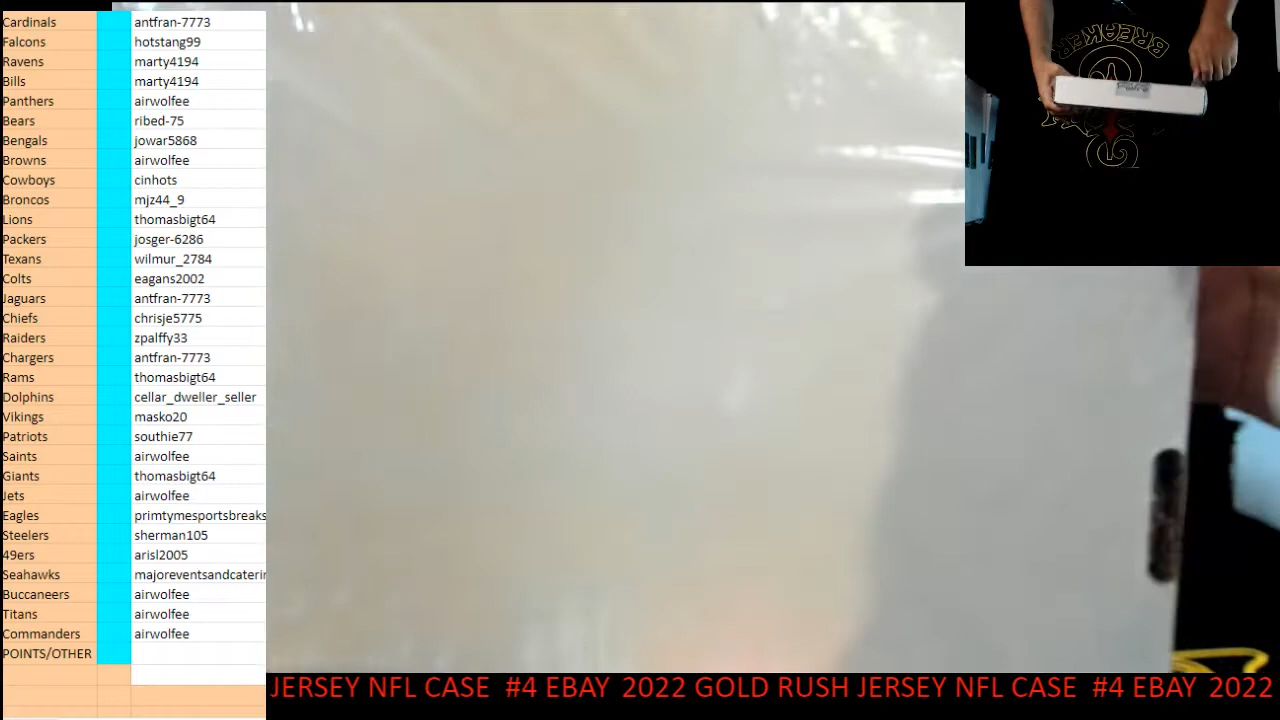 Cardinals antfran-7773
Falcons hotstang99
Ravens marty4194
Bills marty4194
Panthers airwolfee
Bears ribed-75
Bengals jowar5868
Browns airwolfee
Cowboys cinhots
Broncos mjz44_9
Lions thomasbigt64
Packers josger-6286
Texans wilmur_2784
Colts eagans2002
Jaguars antfran-7773
Chiefs chrisje5775
Raiders zpalffy33
Chargers antfran-7773
Rams thomasbigt64
Dolphins cellar_dweller_seller
Vikings masko20
Patriots southie77
Saints airwolfee
Giants thomasbigt64
Jets airwolfee
Eagles primtymesportsbreaks
Steelers sherman105
49ers arisl2005
Seahawks majoreventsandcaterin
Buccaneers airwolfee
Titans airwolfee
Commanders airwolfee
POINTS/OTHER
BREAKER
JERSEY NFL CASE #4 EBAY 2022 GOLD RUSH JERSEY NFL CASE #4 EBAY 2022